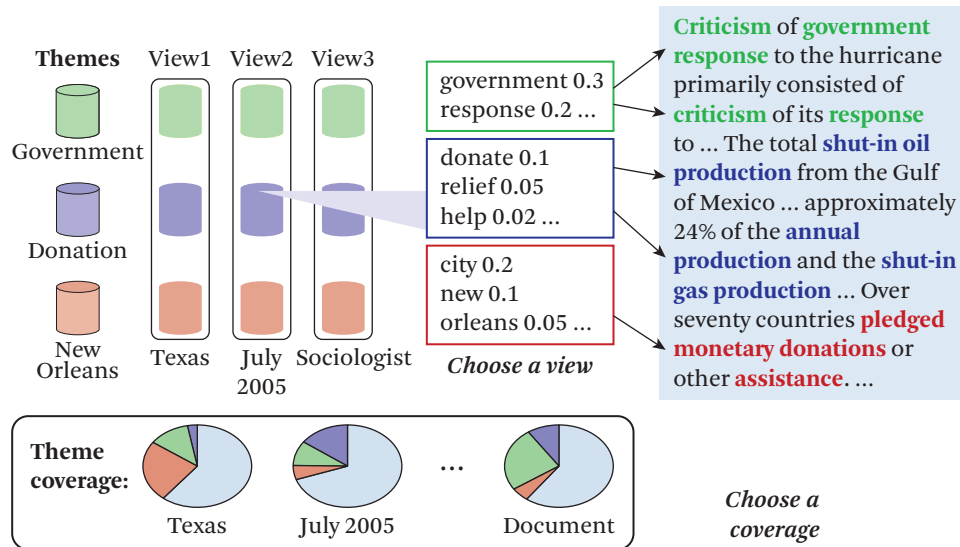 Themes
View1 View2 View3
Government
Donation
New
Orleans
Texas
July
2005
Sociologist
government 0.3
response 0.2 ...
donate 0.1
relief 0.05
help 0.02 ...
city 0.2
new 0.1
orleans 0.05 ...
Choose a view
Criticism of government
response to the hurricane
primarily consisted of
criticism of its response
to ... The total shut-in oil
production from the Gulf
of Mexico ... approximately
24% of the annual
production and the shut-in
gas production ... Over
seventy countries pledged
monetary donations or
other assistance. ...
Theme
coverage:
Texas
July 2005
...
Document
Choose a
coverage